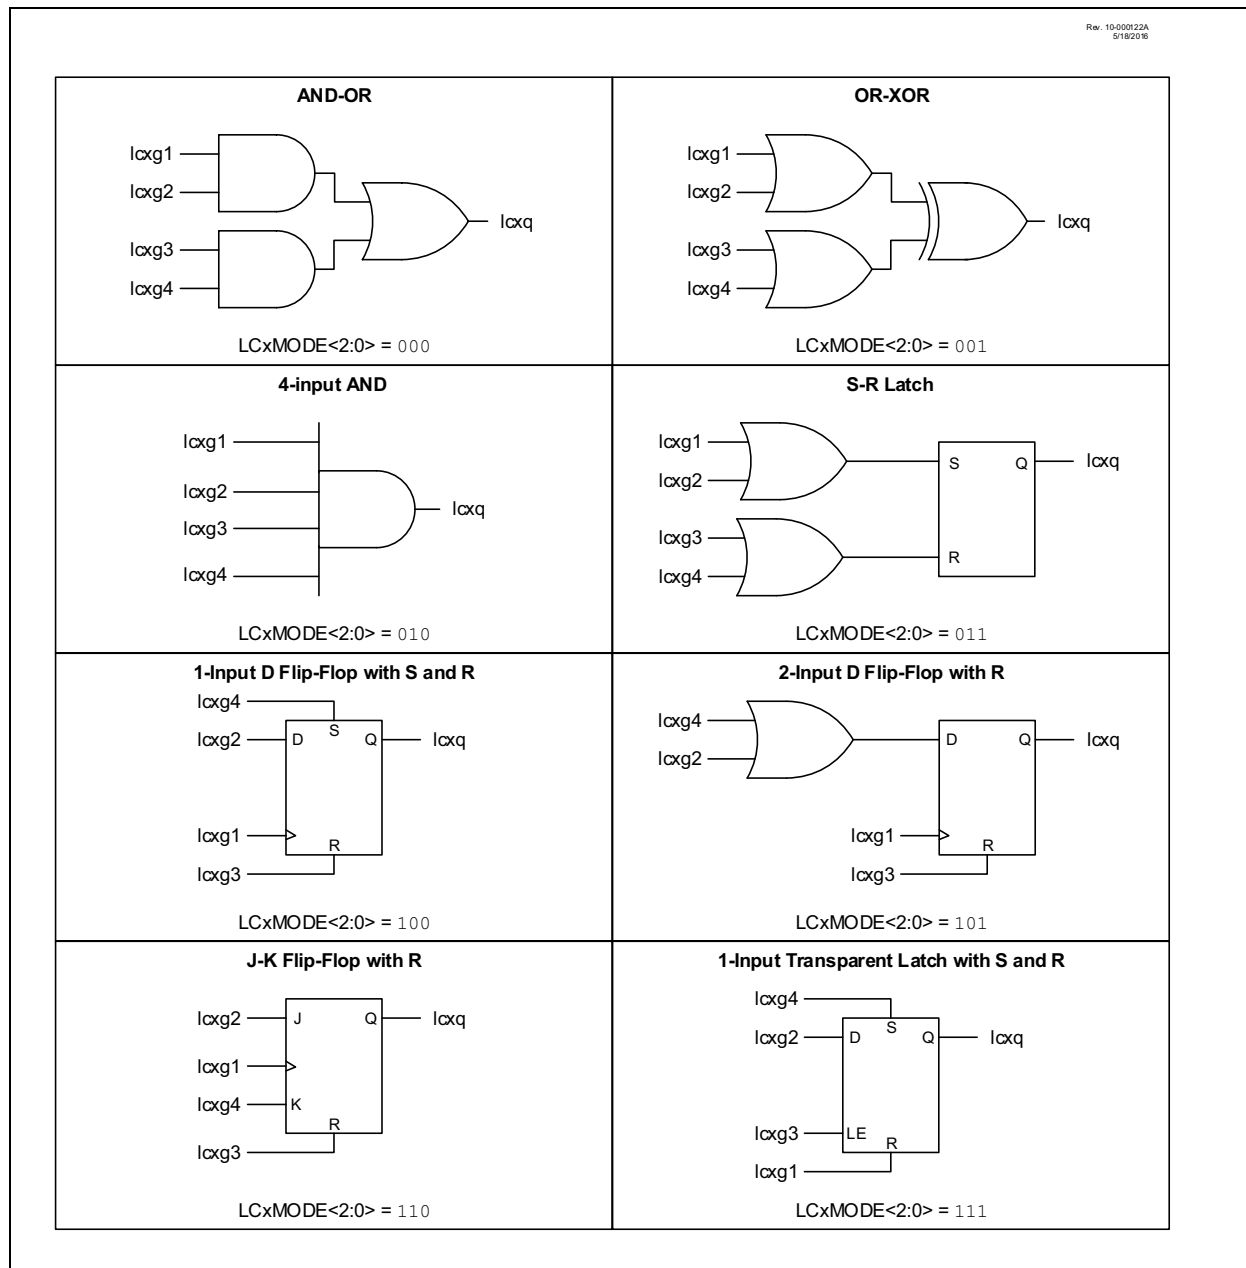 Rev. 10-000122A
5/18/2016
AND-OR
lcxg1
lcxg2
lcxg3
lcxg4
lcxq
LCxMODE<2:0> = 000
OR-XOR
lcxg1
lcxg2
lcxg3
lcxg4
lcxq
LCxMODE<2:0> = 001
4-input AND
lcxg1
lcxg2
lcxg3
lcxg4
lcxq
LCxMODE<2:0> = 010
S-R Latch
lcxg1
lcxg2
lcxg3
lcxg4
S
Q
R
lcxq
LCxMODE<2:0> = 011
1-Input D Flip-Flop with S and R
lcxg4
lcxg2
D
S
Q
lcxq
lcxg1
R
lcxg3
LCxMODE<2:0> = 100
2-Input D Flip-Flop with R
lcxg4
lcxg2
D
Q
lcxq
lcxg1
R
lcxg3
LCxMODE<2:0> = 101
J-K Flip-Flop with R
lcxg2
J
Q
lcxq
lcxg1
lcxg4
K
R
lcxg3
LCxMODE<2:0> = 110
1-Input Transparent Latch with S and R
lcxg4
lcxg2
D
S
Q
lcxq
lcxg3
LE
R
lcxg1
LCxMODE<2:0> = 111